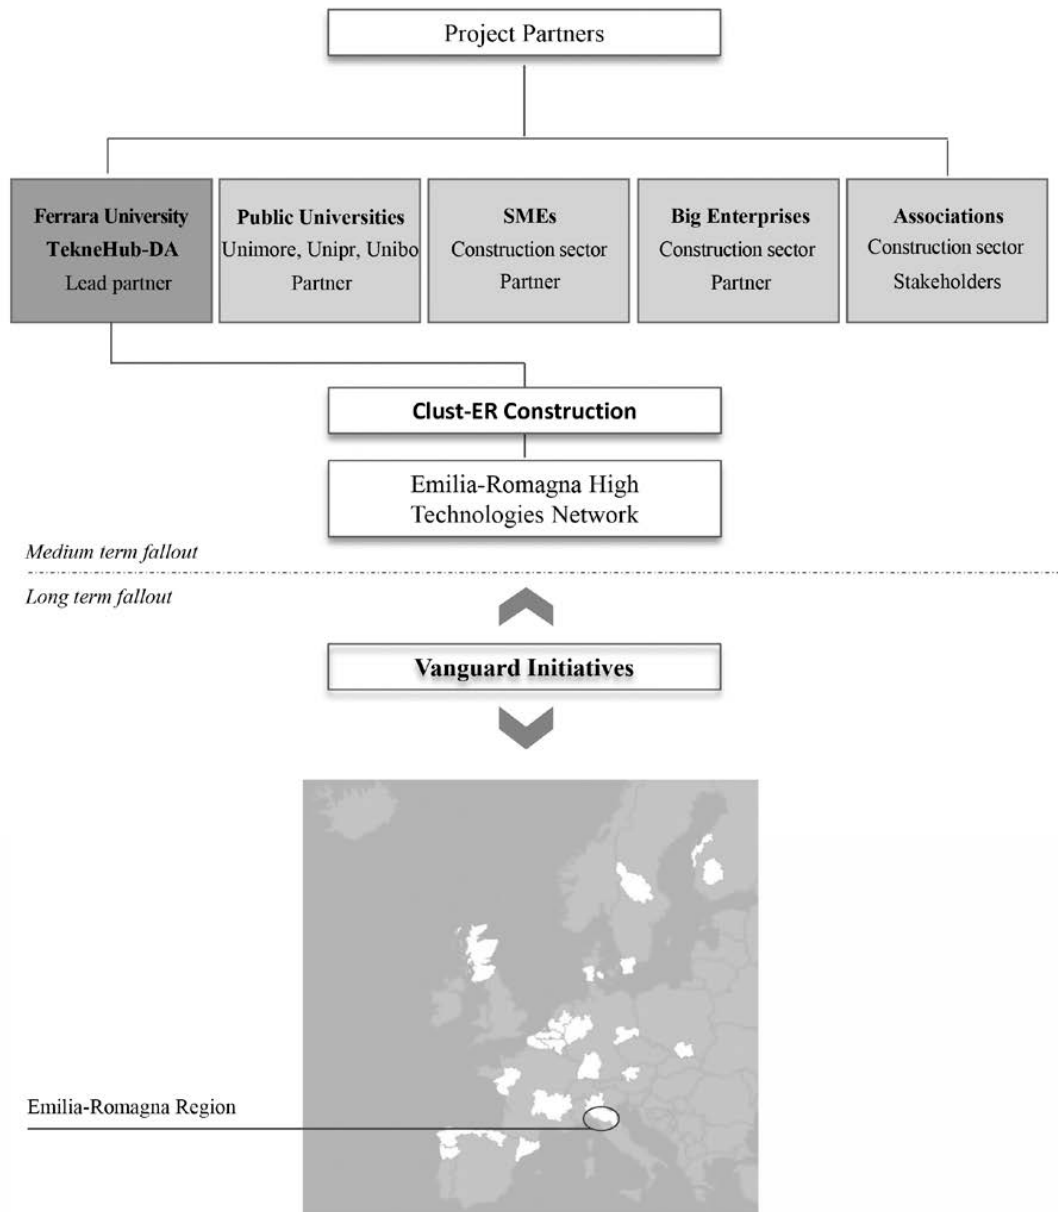 Project Partners
Ferrara University
TekneHub-DA
Lead partner
Public Universities
Unimore, Unipr, Unibo
Partner
SMEs
Construction sector
Partner
Big Enterprises
Construction sector
Partner
Associations
Construction sector
Stakeholders
Clust-ER Construction
Emilia-Romagna High
Technologies Network
Medium term fallout
Long term fallout
Vanguard Initiatives
Emilia-Romagna Region